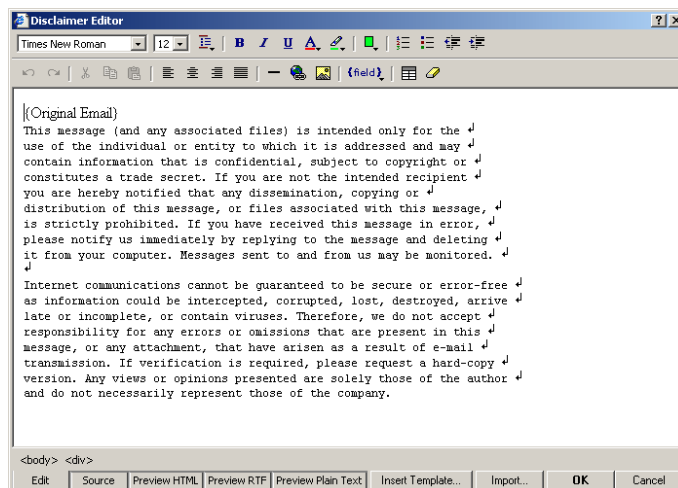 Disclaimer Editor
Times New Roman 12 B I U A
{field}
{Original Email}
This message (and any associated files) is intended only for the
use of the individual or entity to which it is addressed and may
contain information that is confidential, subject to copyright or
constitutes a trade secret. If you are not the intended recipient
you are hereby notified that any dissemination, copying or
distribution of this message, or files associated with this message,
is strictly prohibited. If you have received this message in error,
please notify us immediately by replying to the message and deleting
it from your computer. Messages sent to and from us may be monitored.
Internet communications cannot be guaranteed to be secure or error-free
as information could be intercepted, corrupted, lost, destroyed, arrive
late or incomplete, or contain viruses. Therefore, we do not accept
responsibility for any errors or omissions that are present in this
message, or any attachment, that have arisen as a result of e-mail
transmission. If verification is required, please request a hard-copy
version. Any views or opinions presented are solely those of the author
and do not necessarily represent those of the company.
<body> <div>
Edit Source Preview HTML Preview RTF Preview Plain Text Insert Template... Import... OK Cancel